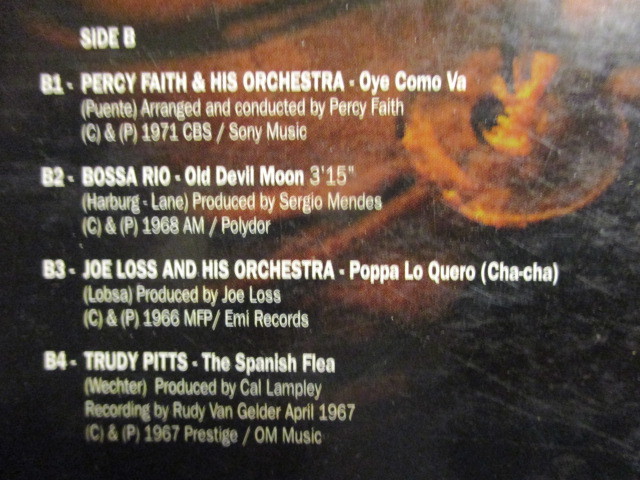 SIDE B
B1 - PERCY FAITH & HIS ORCHESTRA - Oye Como Va
(Puente) Arranged and conducted by Percy Faith
(C) & (P) 1971 CBS / Sony Music
B2 - BOSSA RIO - Old Devil Moon 3'15"
(Harburg - Lane) Produced by Sergio Mendes
(C) & (P) 1968 AM / Polydor
B3 - JOE LOSS AND HIS ORCHESTRA - Poppa Lo Quero (Cha-cha)
(Lobsa) Produced by Joe Loss
(C) & (P) 1966 MFP/ Emi Records
B4 - TRUDY PITTS - The Spanish Flea
(Wechter) Produced by Cal Lampley
Recording by Rudy Van Gelder April 1967
(C) & (P) 1967 Prestige / OM Music